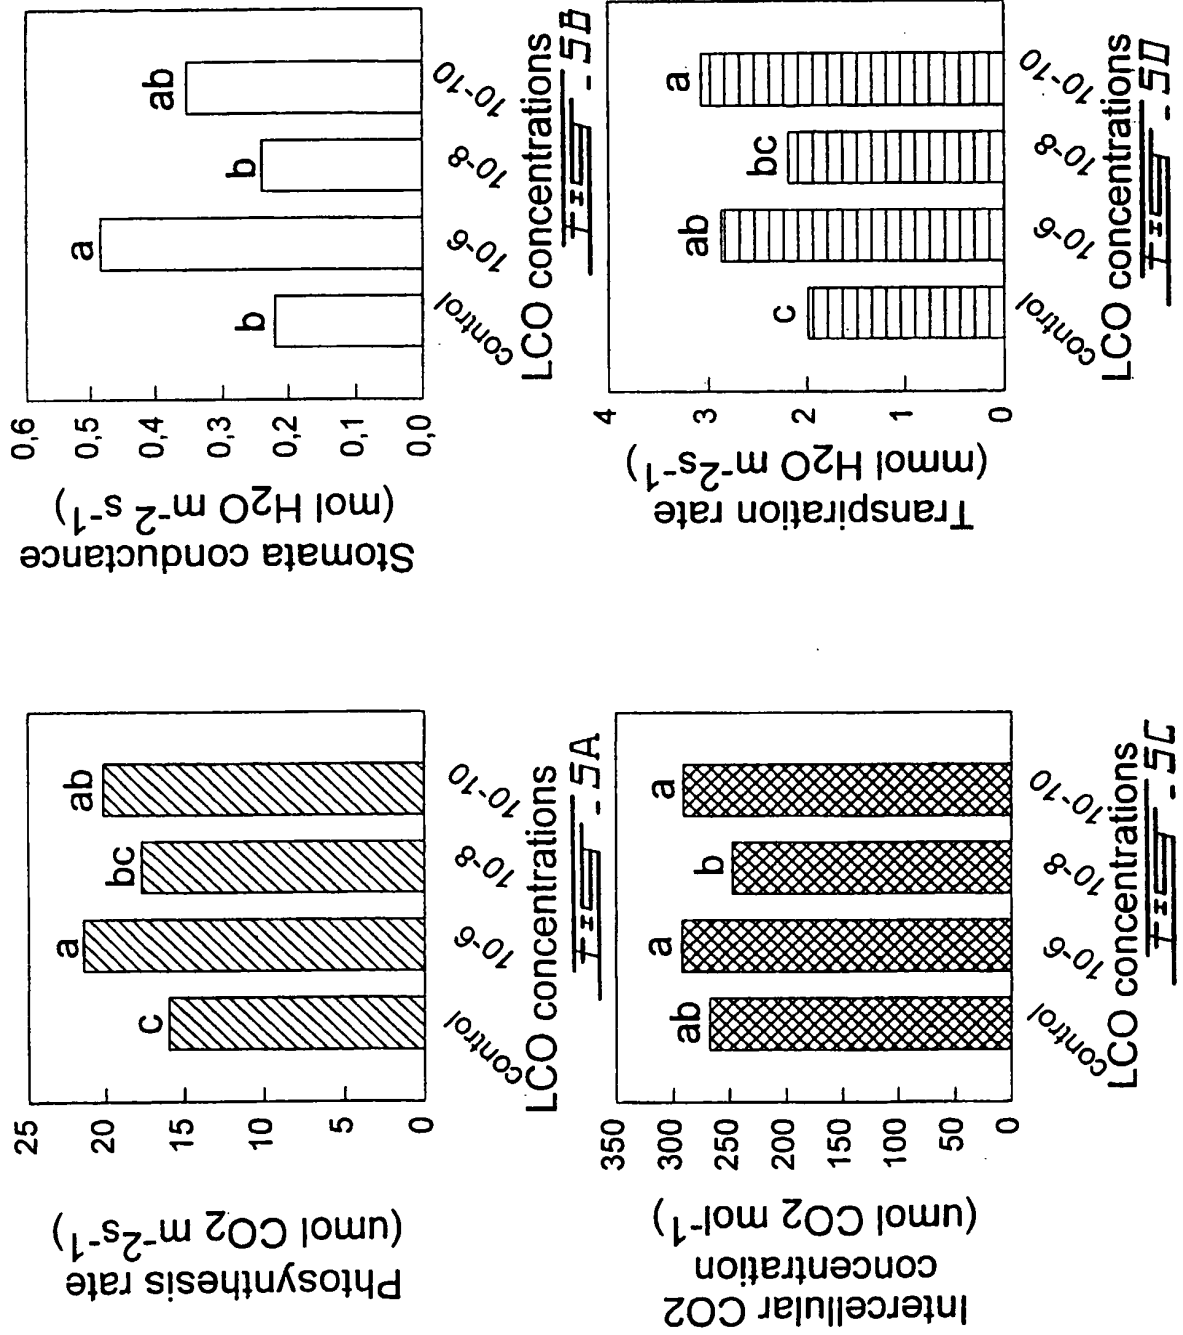 Phtosynthesis rate
(umol CO2 m-2s-1)
25
20
15
10
5
0
c
a
bc
ab
control
10-6
10-8
10-10
LCO concentrations
FIG - 5A
Stomata conductance
(mol H2O m-2 s-1)
0,6
0,5
0,4
0,3
0,2
0,1
0,0
b
a
b
ab
control
10-6
10-8
10-10
LCO concentrations
FIG - 5B
Intercellular CO2
concentration
(umol CO2 mol-1)
350
300
250
200
150
100
50
0
ab
a
b
a
control
10-6
10-8
10-10
LCO concentrations
FIG - 5C
Transpiration rate
(mmol H2O m-2s-1)
4
3
2
1
0
c
ab
bc
a
control
10-6
10-8
10-10
LCO concentrations
FIG - 5D